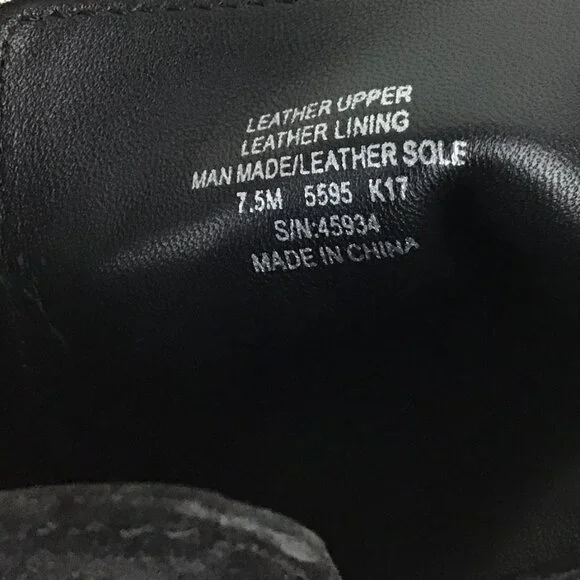 LEATHER UPPER
LEATHER LINING
MAN MADE/LEATHER SOLE
7.5M 5595 K17
S/N:45934
MADE IN CHINA